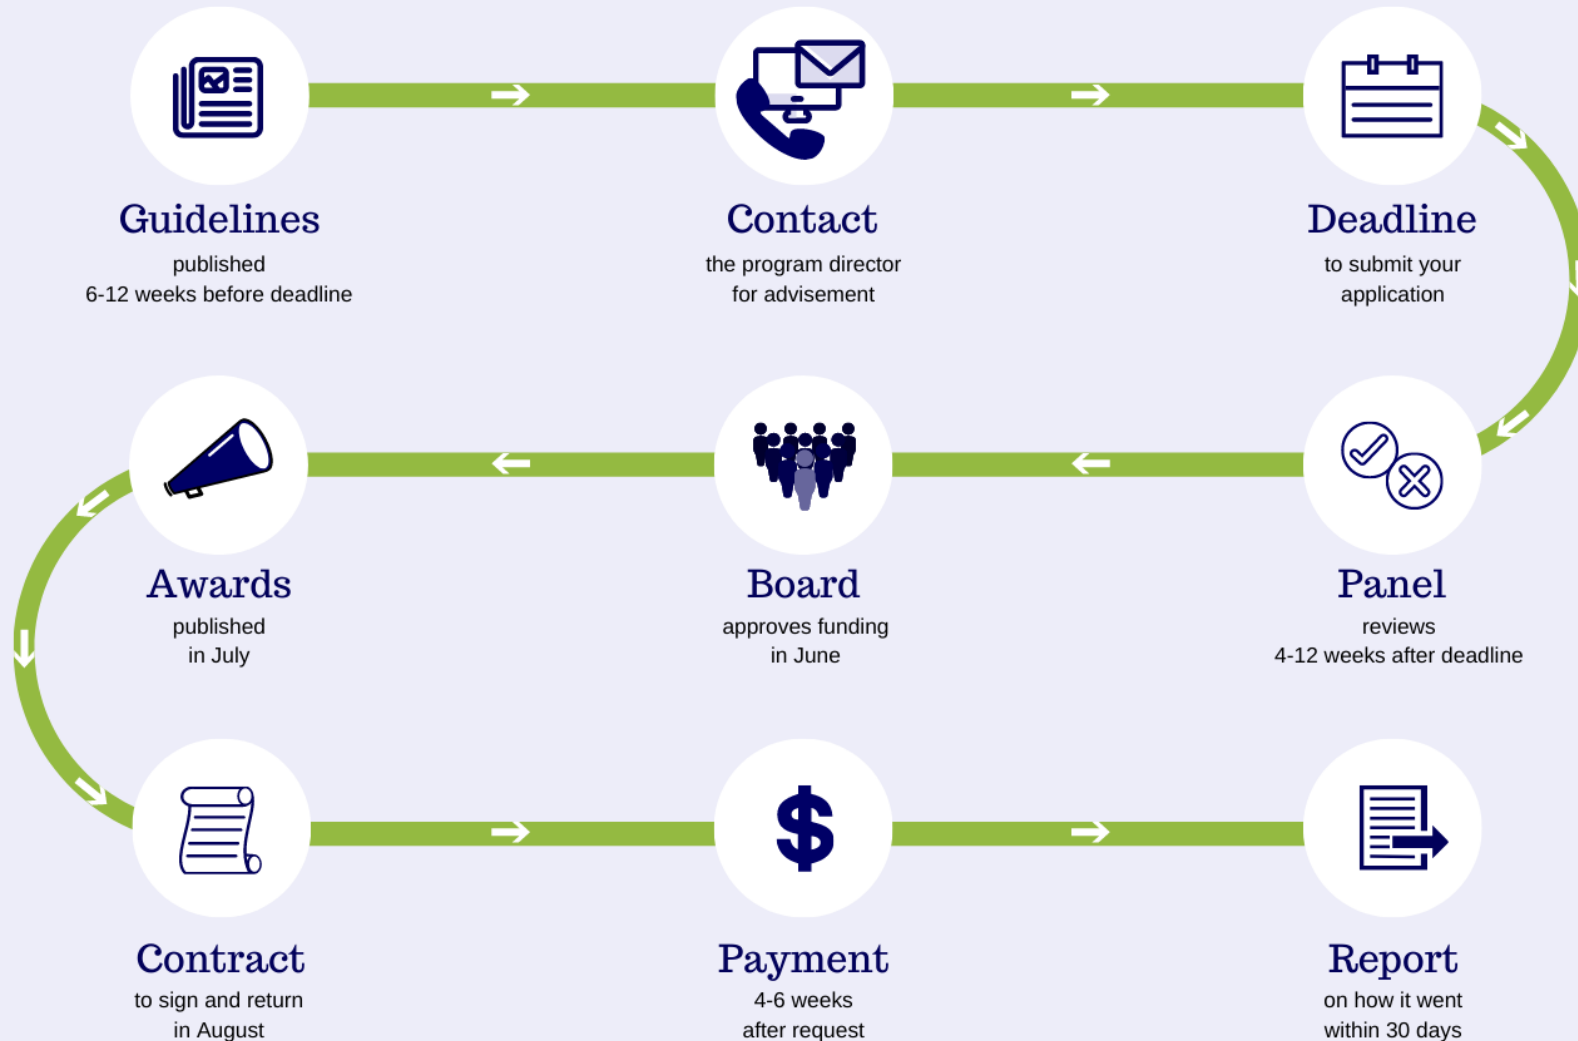 Guidelines
published
6-12 weeks before deadline
Contact
the program director
for advisement
Deadline
to submit your
application
Panel
reviews
4-12 weeks after deadline
Board
approves funding
in June
Awards
published
in July
Contract
to sign and return
in August
Payment
4-6 weeks
after request
Report
on how it went
within 30 days